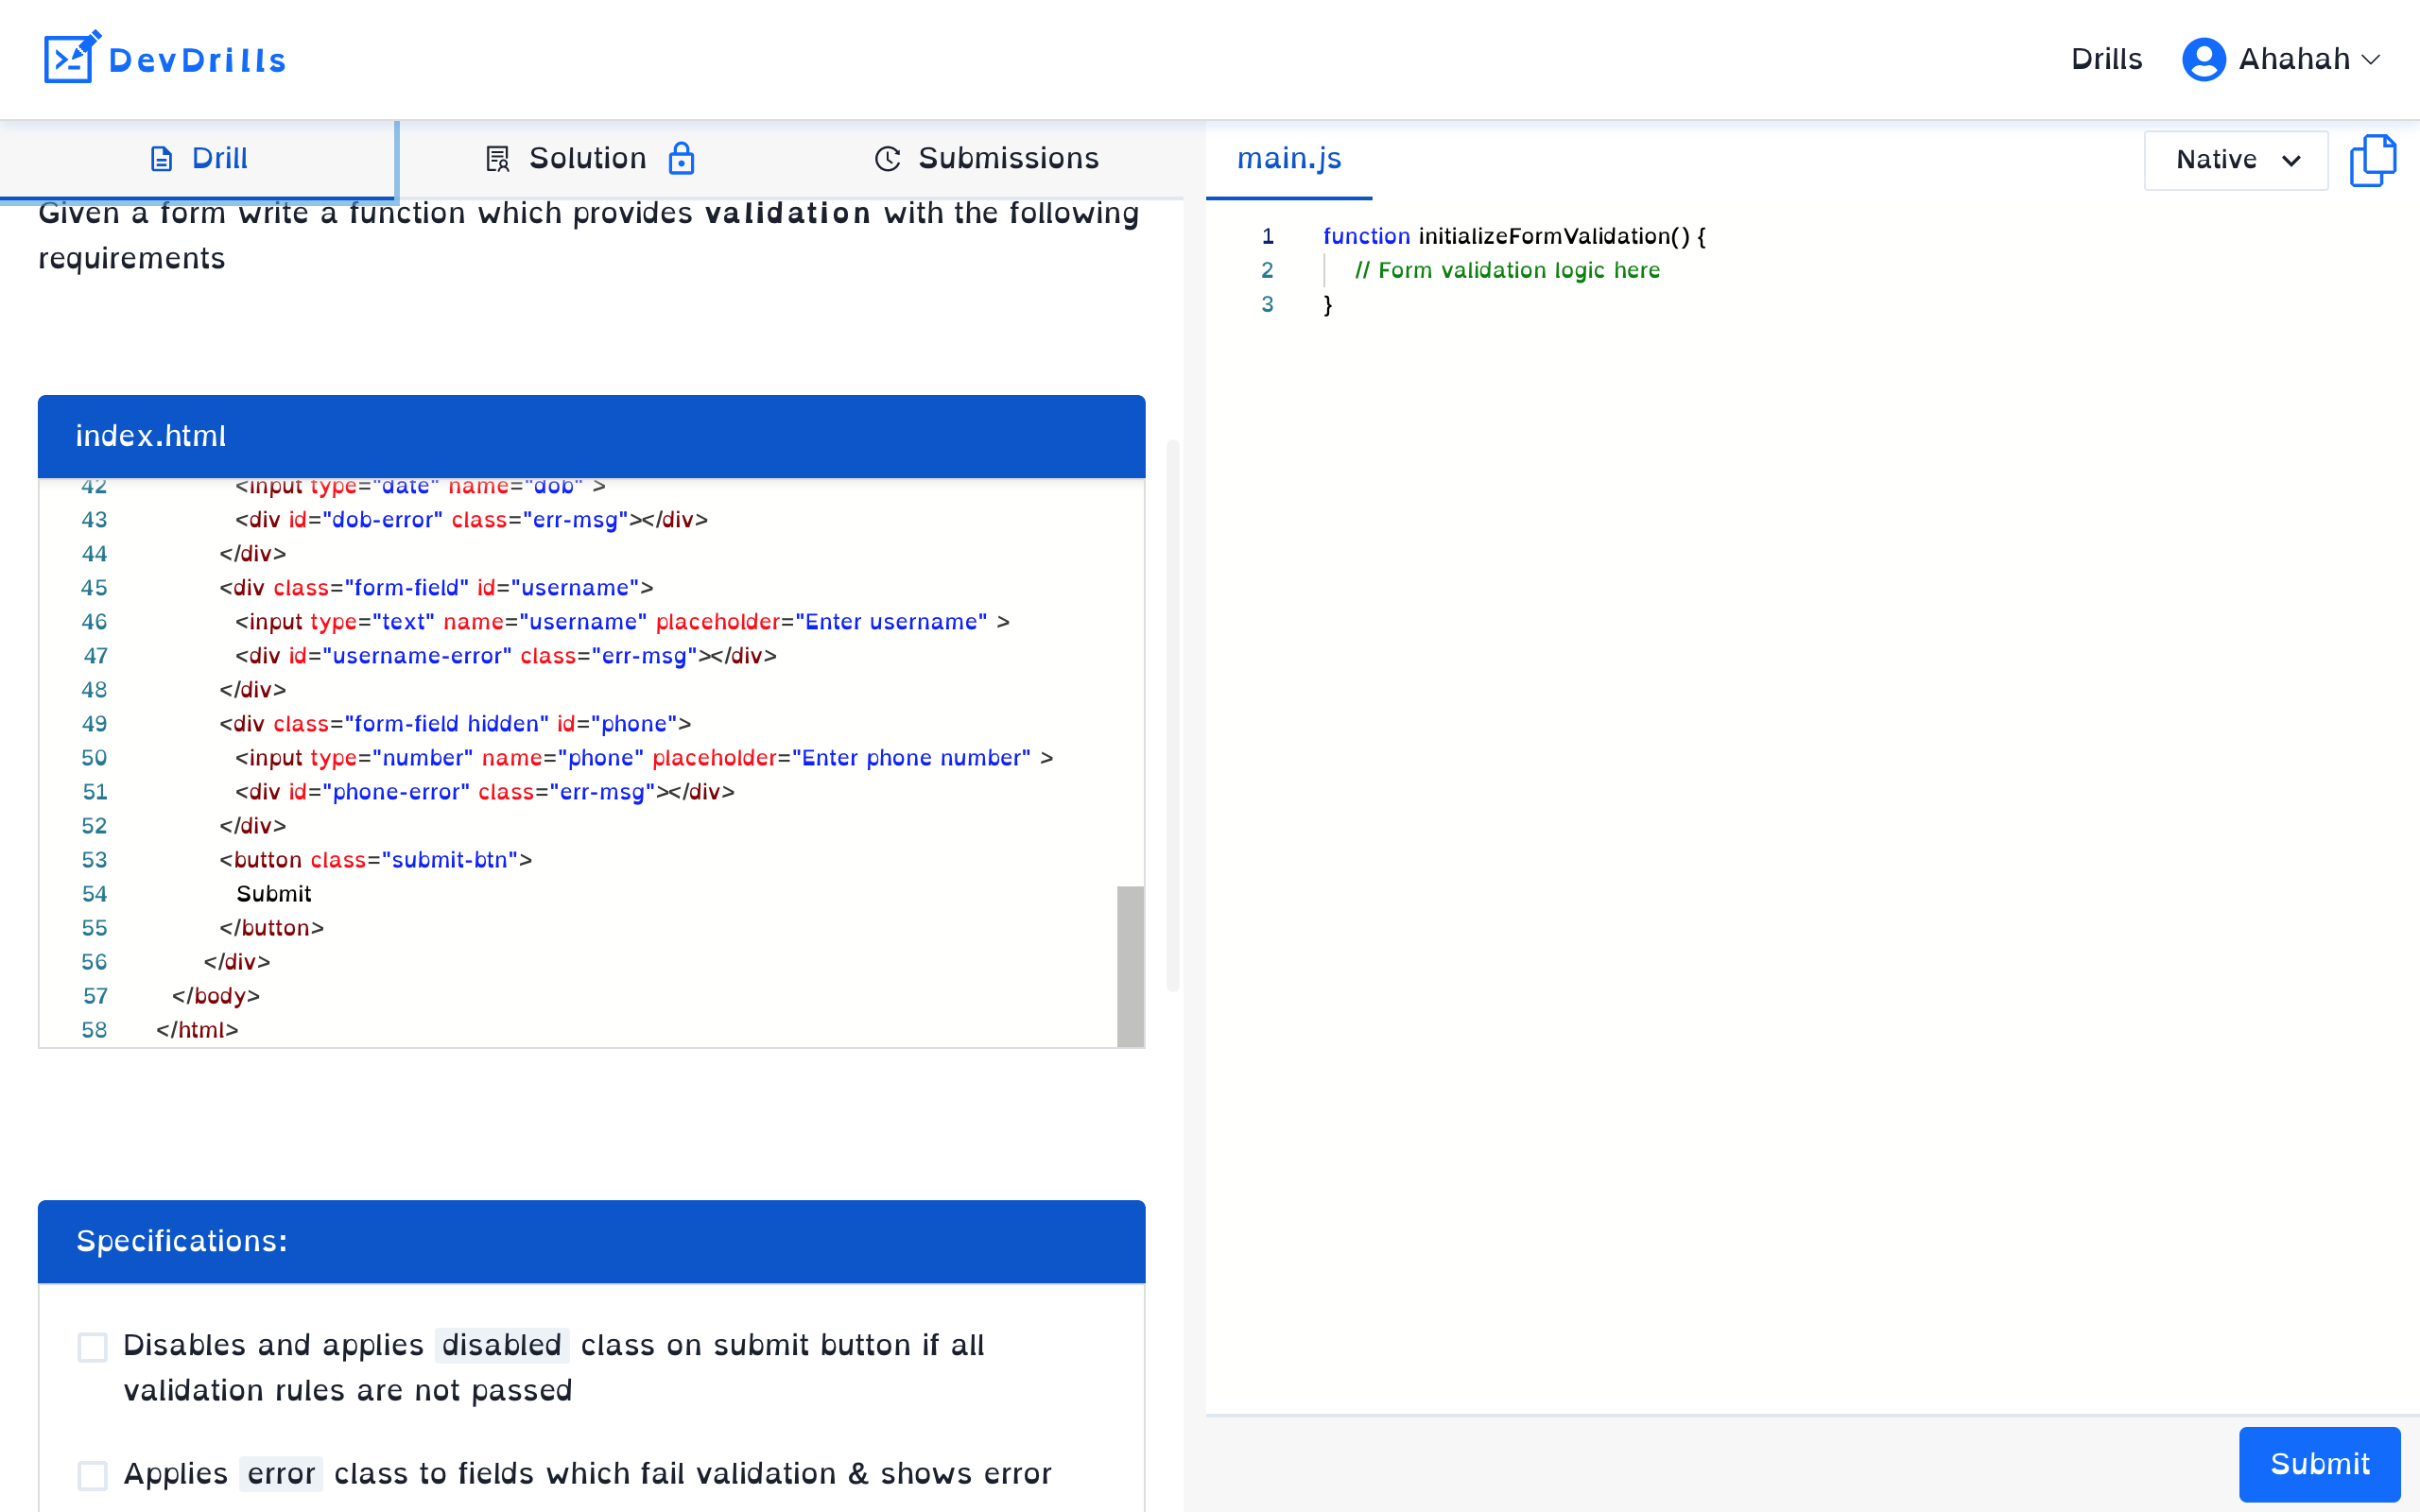 DevDrills
Drills
Ahahah
Drill
Solution
Submissions
Given a form write a function which provides validation with the following
requirements
index.html
42 <input type="date" name="dob" >
43 <div id="dob-error" class="err-msg"></div>
44 </div>
45 <div class="form-field" id="username">
46 <input type="text" name="username" placeholder="Enter username" >
47 <div id="username-error" class="err-msg"></div>
48 </div>
49 <div class="form-field hidden" id="phone">
50 <input type="number" name="phone" placeholder="Enter phone number" >
51 <div id="phone-error" class="err-msg"></div>
52 </div>
53 <button class="submit-btn">
54 Submit
55 </button>
56 </div>
57 </body>
58 </html>
Specifications:
Disables and applies disabled class on submit button if all
validation rules are not passed
Applies error class to fields which fail validation & shows error
main.js
Native
1 function initializeFormValidation() {
2 // Form validation logic here
3 }
Submit